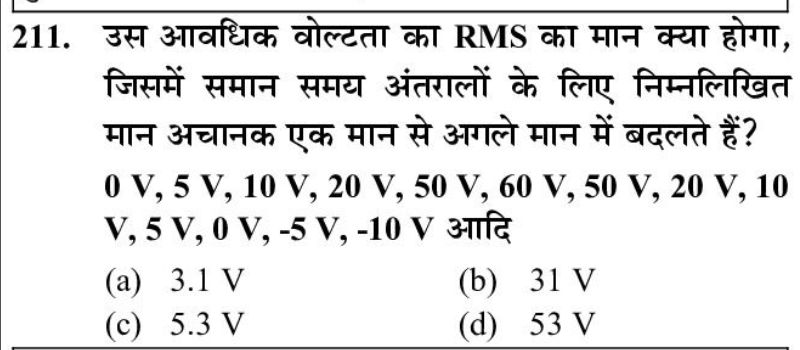 211. उस आवधिक वोल्टता का RMS का मान क्या होगा,
जिसमें समान समय अंतरालों के लिए निम्नलिखित
मान अचानक एक मान से अगले मान में बदलते हैं?
0 V, 5 V, 10 V, 20 V, 50 V, 60 V, 50 V, 20 V, 10
V, 5 V, 0 V, -5 V, -10 V आदि
(a) 3.1 V (b) 31 V
(c) 5.3 V (d) 53 V